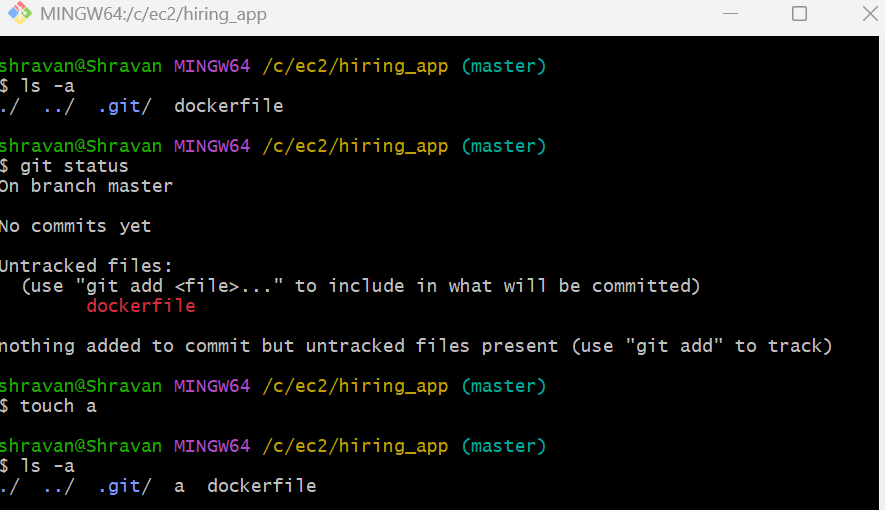 MINGW64:/c/ec2/hiring_app
shravan@Shravan MINGW64 /c/ec2/hiring_app (master)
$ ls -a
./  ../  .git/  dockerfile
shravan@Shravan MINGW64 /c/ec2/hiring_app (master)
$ git status
On branch master
No commits yet
Untracked files:
  (use "git add <file>..." to include in what will be committed)
        dockerfile
nothing added to commit but untracked files present (use "git add" to track)
shravan@Shravan MINGW64 /c/ec2/hiring_app (master)
$ touch a
shravan@Shravan MINGW64 /c/ec2/hiring_app (master)
$ ls -a
./  ../  .git/  a  dockerfile